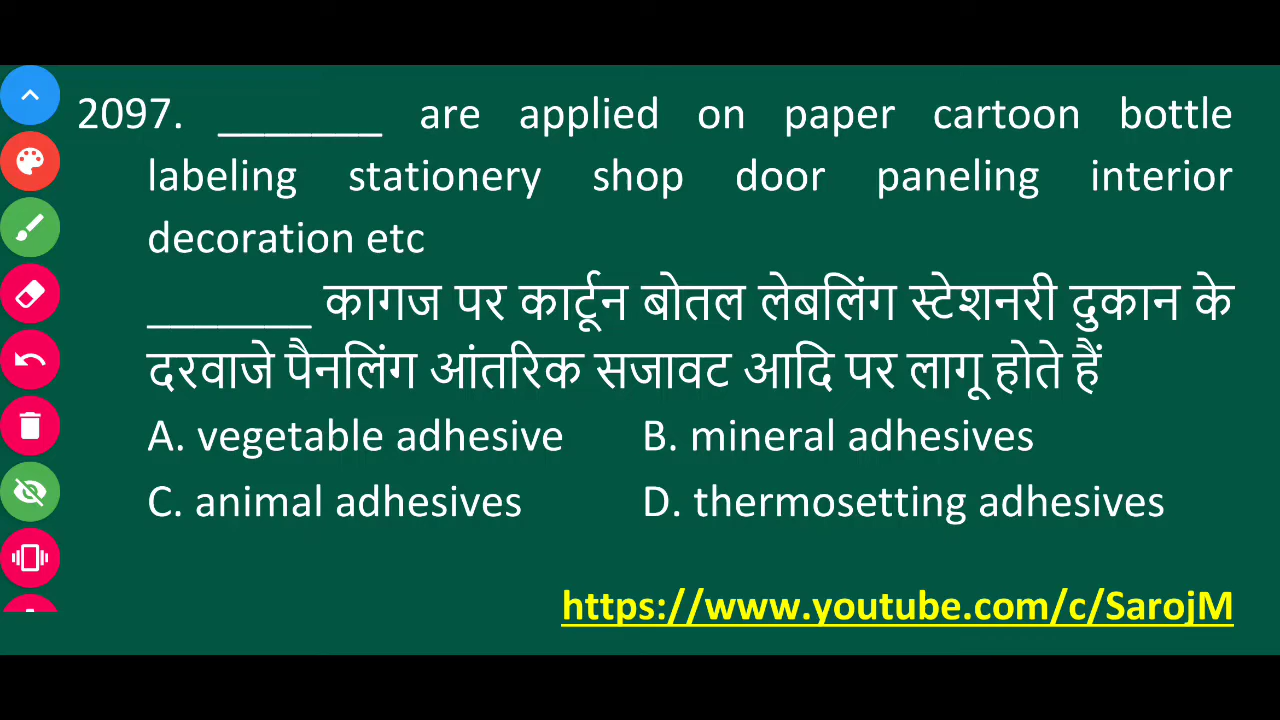 2097. _______ are applied on paper cartoon bottle
labeling stationery shop door paneling interior
decoration etc
_______ कागज पर कार्टून बोतल लेबलिंग स्टेशनरी दुकान के
दरवाजे पैनलिंग आंतरिक सजावट आदि पर लागू होते हैं
A. vegetable adhesive B. mineral adhesives
C. animal adhesives D. thermosetting adhesives
https://www.youtube.com/c/SarojM